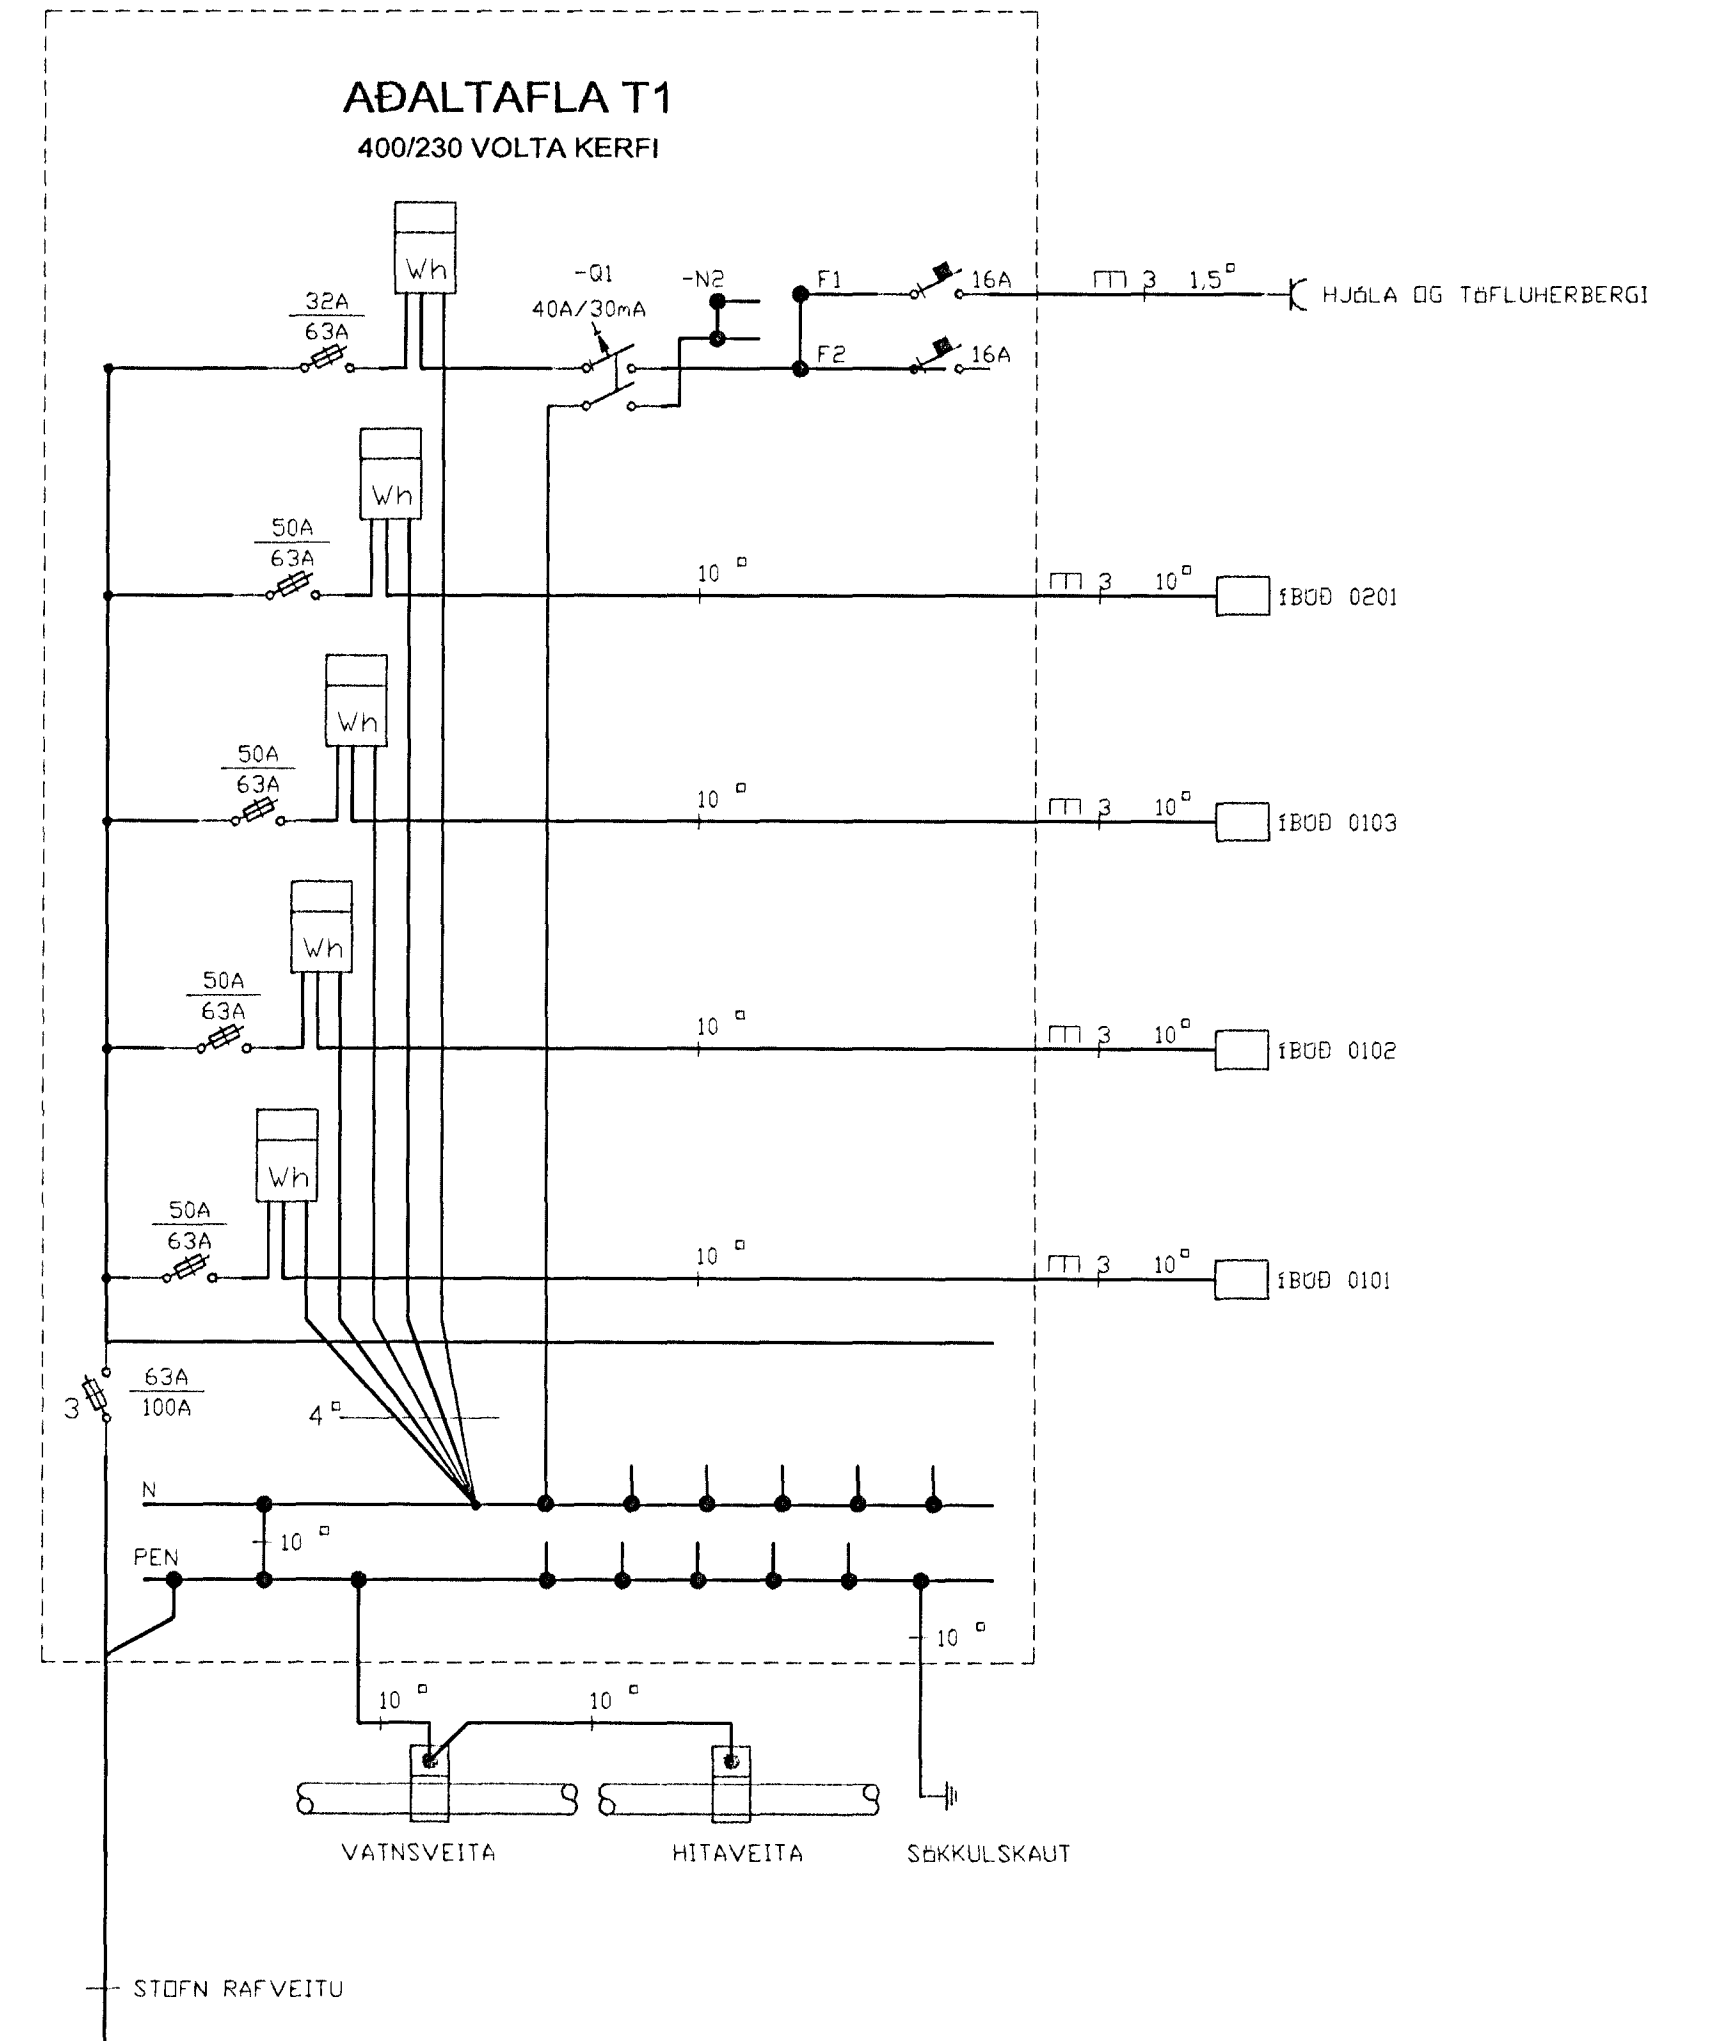 AÐALTAFLA T1
400/230 VOLTA KERFI
Wh
32A
63A
-Q1
40A/30mA
-N2
F1
16A
3 1,5□
HJÓLA OG TÖFLUHERBERGI
F2
16A
Wh
50A
63A
10 □
3 10□
ÍBÚÐ 0201
Wh
50A
63A
10 □
3 10□
ÍBÚÐ 0103
Wh
50A
63A
10 □
3 10□
ÍBÚÐ 0102
Wh
50A
63A
10 □
3 10□
ÍBÚÐ 0101
3
63A
100A
4□
N
10 □
PEN
10 □
10 □
10 □
VATNSVEITA
HITAVEITA
SÖKKULSKAUT
STOFN RAFVEITU